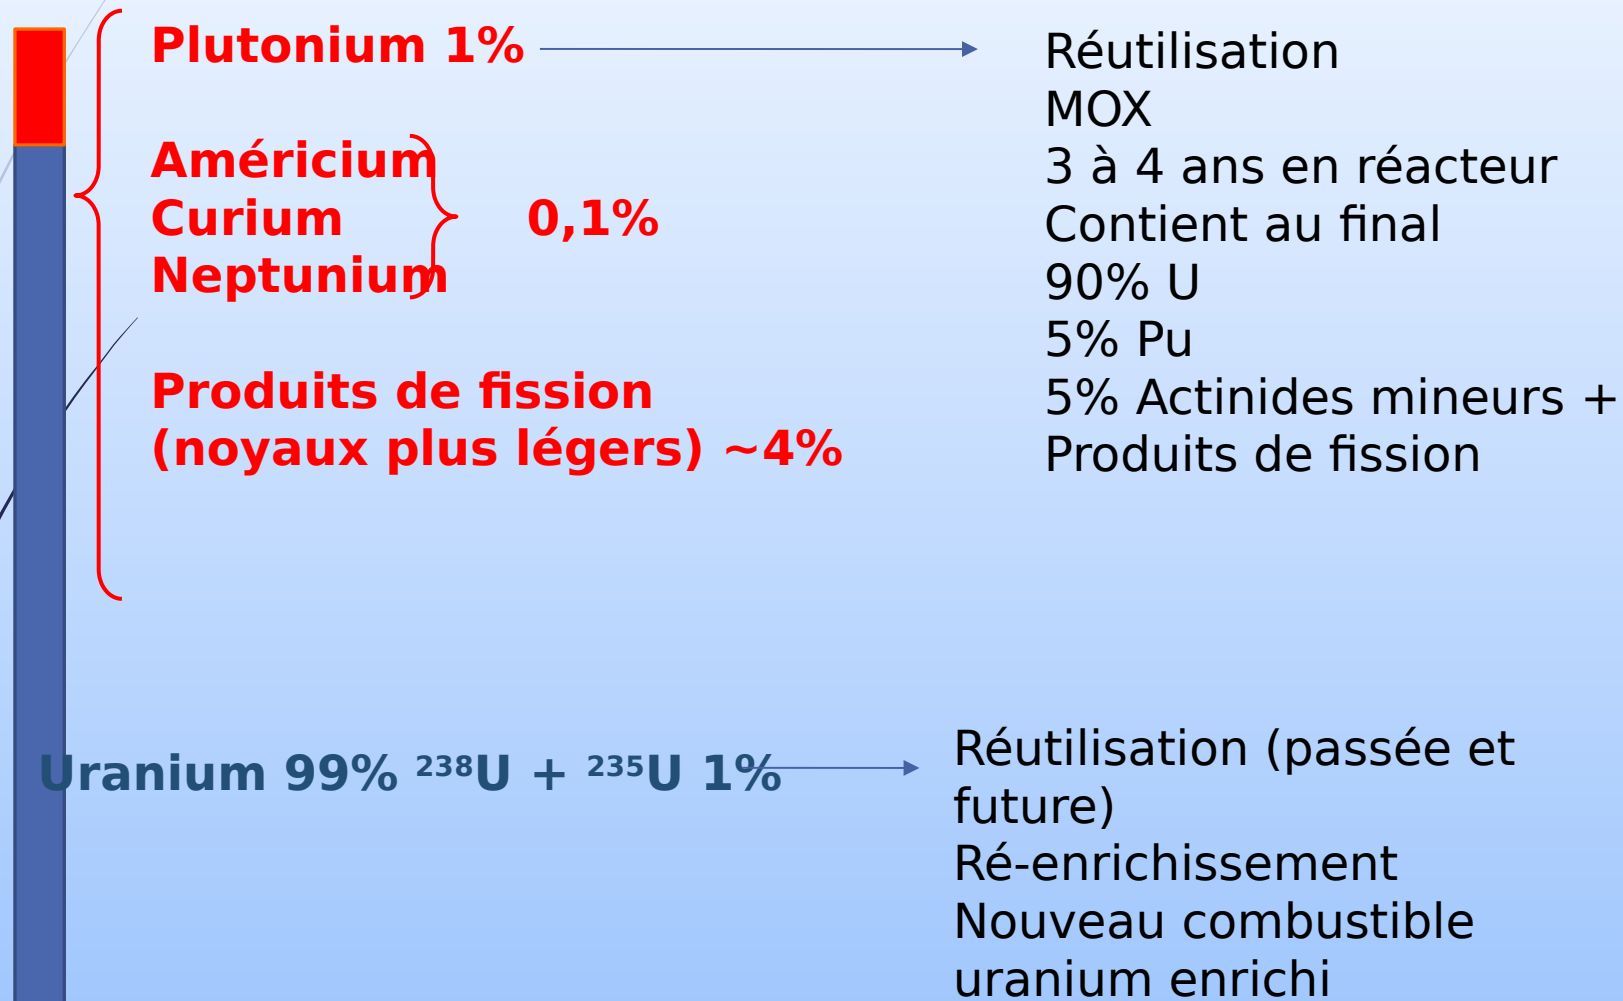 Plutonium 1%
Américium
Curium
Neptunium
0,1%
Produits de fission
(noyaux plus légers) ~4%
Réutilisation
MOX
3 à 4 ans en réacteur
Contient au final
90% U
5% Pu
5% Actinides mineurs +
Produits de fission
Uranium 99% ²³⁸U + ²³⁵U 1%
Réutilisation (passée et
future)
Ré-enrichissement
Nouveau combustible
uranium enrichi